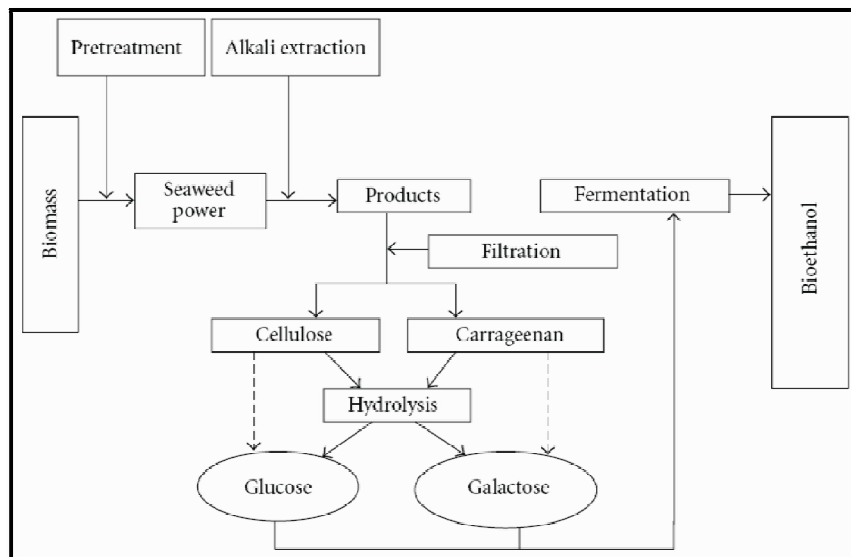 Pretreatment
Alkali extraction
Biomass
Seaweed
power
Products
Fermentation
Bioethanol
Filtration
Cellulose
Carrageenan
Hydrolysis
Glucose
Galactose